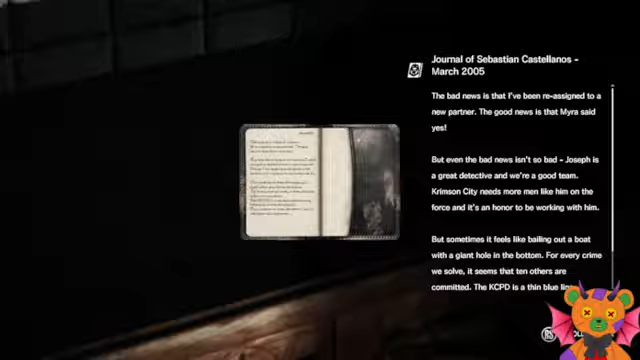 Journal of Sebastian Castellanos -
March 2005
The bad news is that I've been re-assigned to a
new partner. The good news is that Myra said
yes!
But even the bad news isn't so bad - Joseph is
a great detective and we're a good team.
Krimson City needs more men like him on the
force and it's an honor to be working with him.
But sometimes it feels like bailing out a boat
with a giant hole in the bottom. For every crime
we solve, it seems that ten others are
committed. The KCPD is a thin blue line
RS